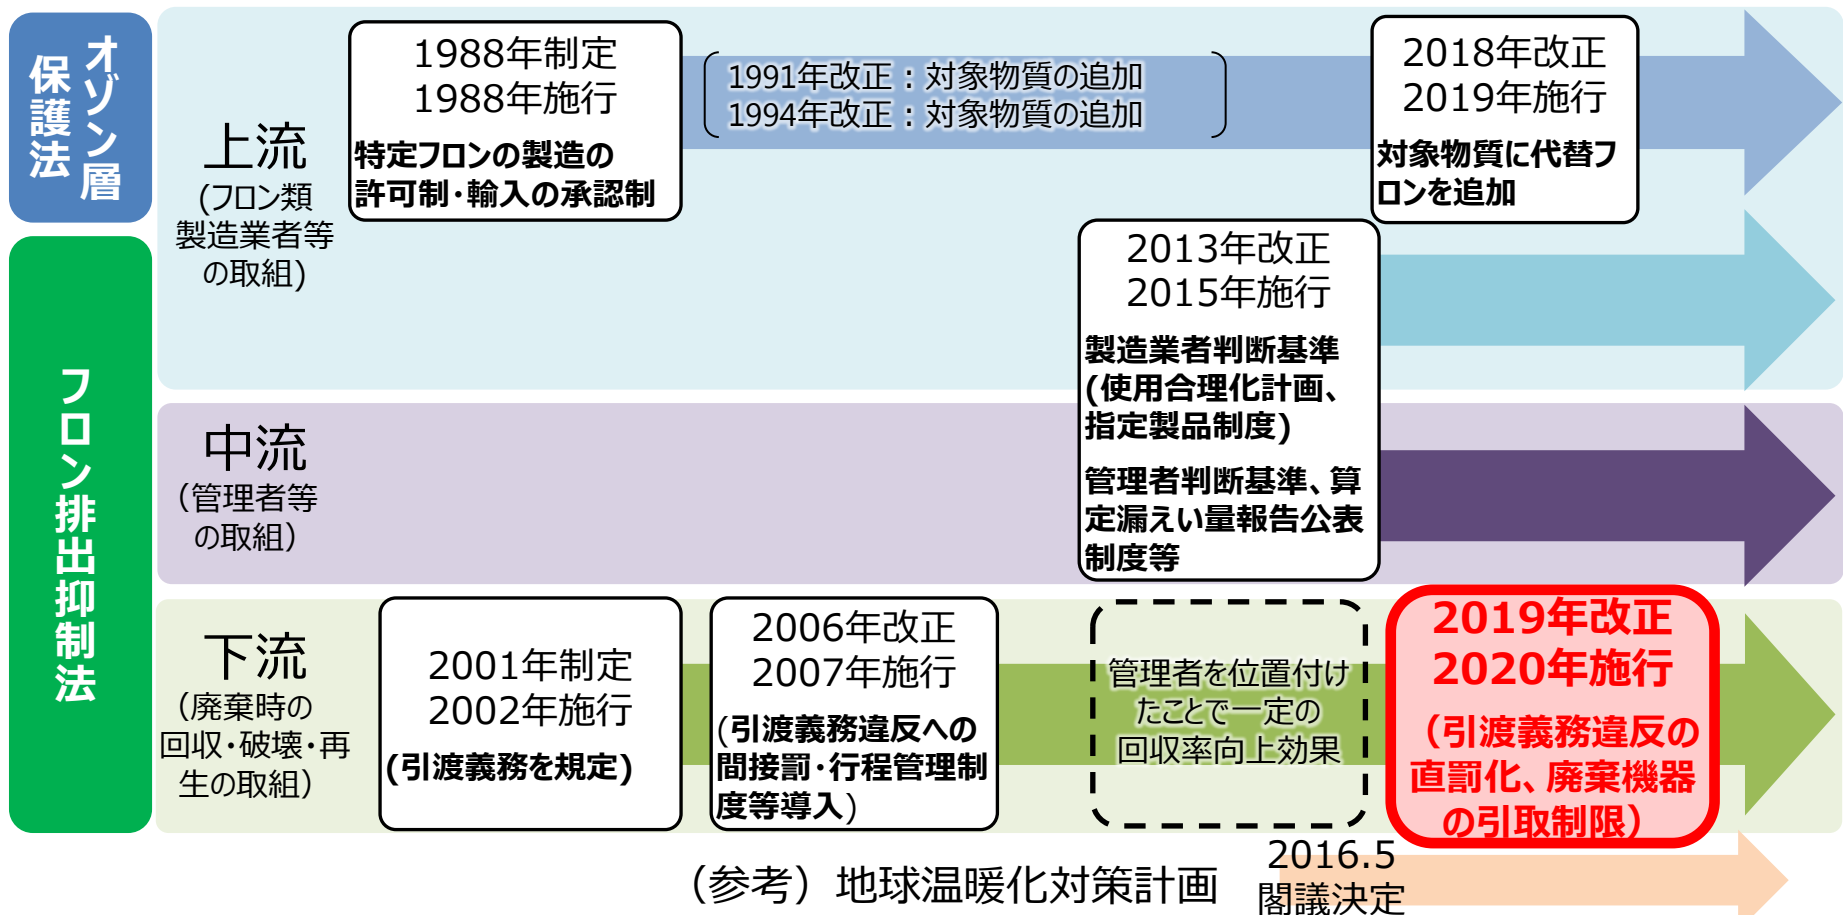 オゾン層
保護法
フロン排出抑制法
上流
(フロン類
製造業者等
の取組)
1988年制定
1988年施行
特定フロンの製造の
許可制・輸入の承認制
1991年改正：対象物質の追加
1994年改正：対象物質の追加
2018年改正
2019年施行
対象物質に代替フ
ロンを追加
2013年改正
2015年施行
製造業者判断基準
(使用合理化計画、
指定製品制度)
管理者判断基準、算
定漏えい量報告公表
制度等
中流
（管理者等
の取組）
下流
（廃棄時の
回収・破壊・再
生の取組）
2001年制定
2002年施行
(引渡義務を規定)
2006年改正
2007年施行
(引渡義務違反への
間接罰・行程管理制
度等導入)
管理者を位置付け
たことで一定の
回収率向上効果
2019年改正
2020年施行
（引渡義務違反の
直罰化、廃棄機器
の引取制限）
（参考）地球温暖化対策計画
2016.5
閣議決定